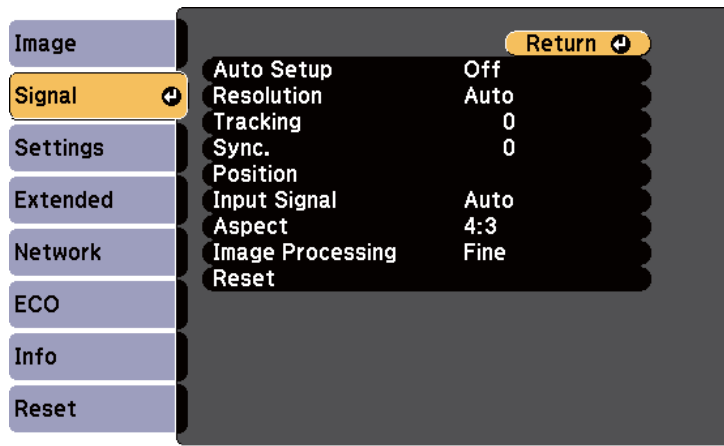 Image
Signal
Settings
Extended
Network
ECO
Info
Reset
Return
Auto Setup Off
Resolution Auto
Tracking 0
Sync. 0
Position
Input Signal Auto
Aspect 4:3
Image Processing Fine
Reset